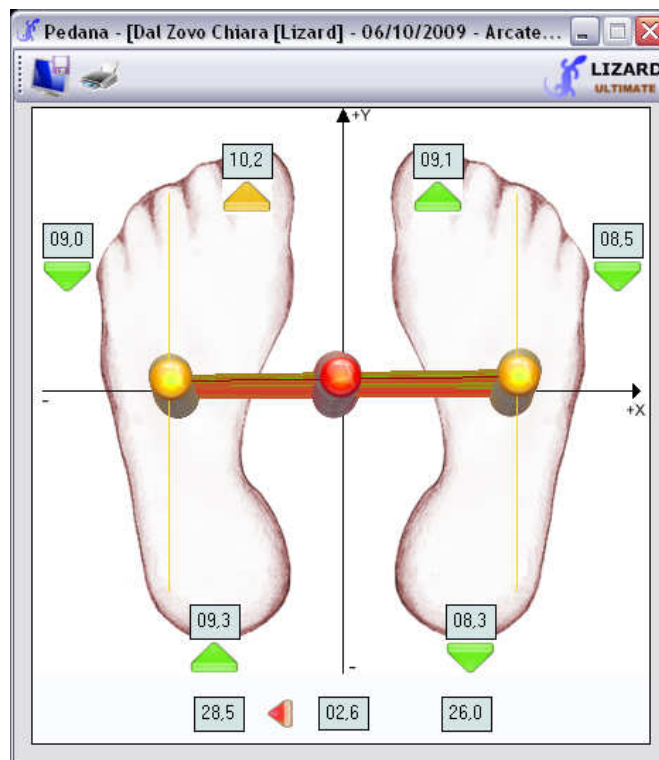 Pedana - [Dal Zovo Chiara [Lizard] - 06/10/2009 - Arcate...
LIZARD
ULTIMATE
+Y
10,2 09,1
09,0 08,5
-
+X
09,3 08,3
-
28,5 02,6 26,0